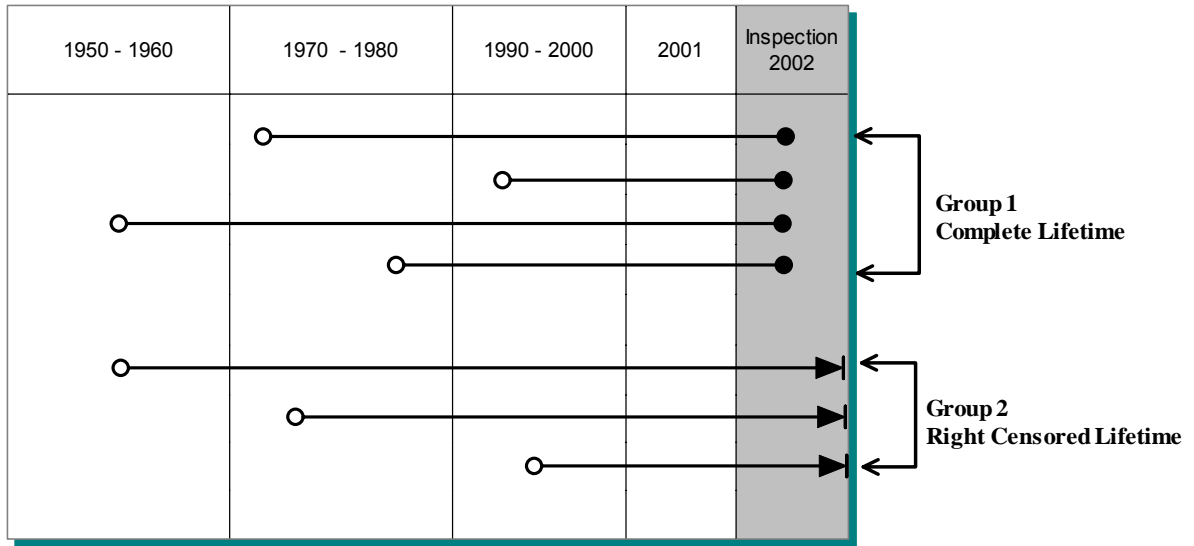 1950 - 1960
1970 - 1980
1990 - 2000
2001
Inspection
2002
Group 1
Complete Lifetime
Group 2
Right Censored Lifetime